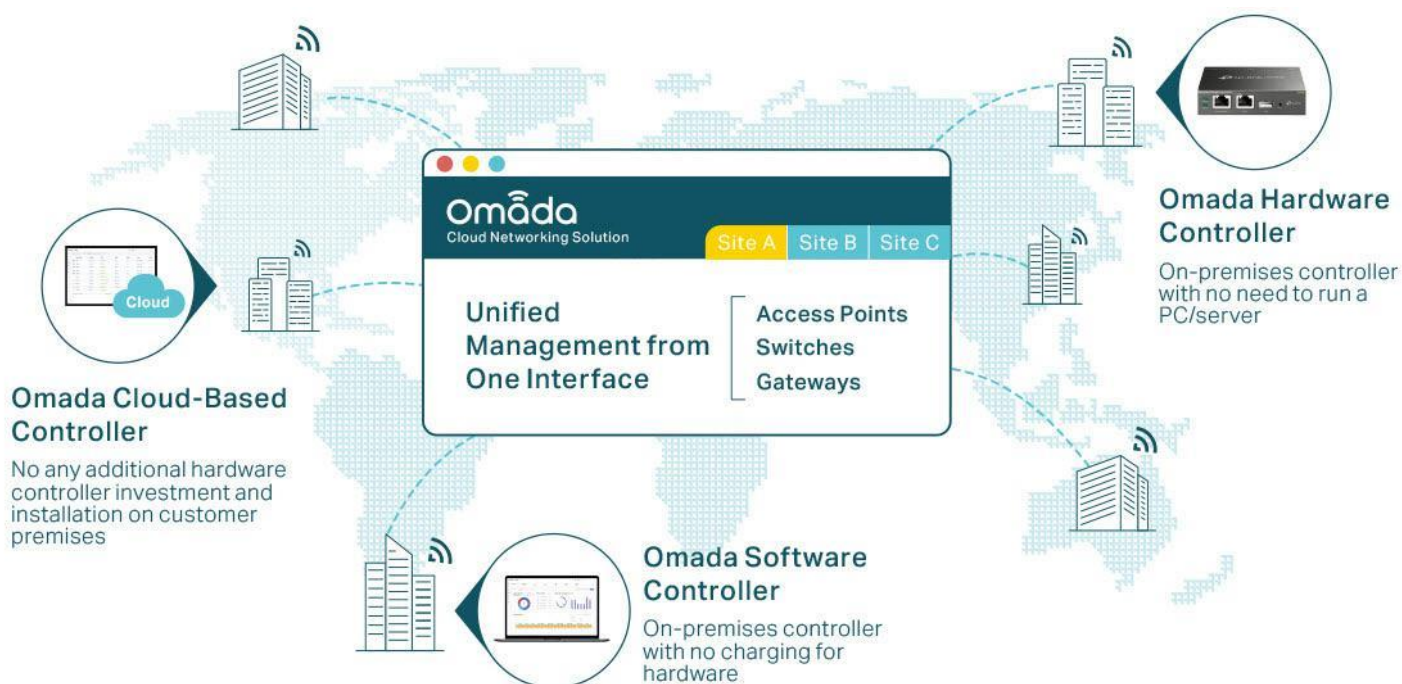 Omāda
Cloud Networking Solution
Site A
Site B
Site C
Unified
Management from
One Interface
Access Points
Switches
Gateways
Omada Hardware
Controller
On-premises controller
with no need to run a
PC/server
Cloud
Omada Cloud-Based
Controller
No any additional hardware
controller investment and
installation on customer
premises
Omada Software
Controller
On-premises controller
with no charging for
hardware